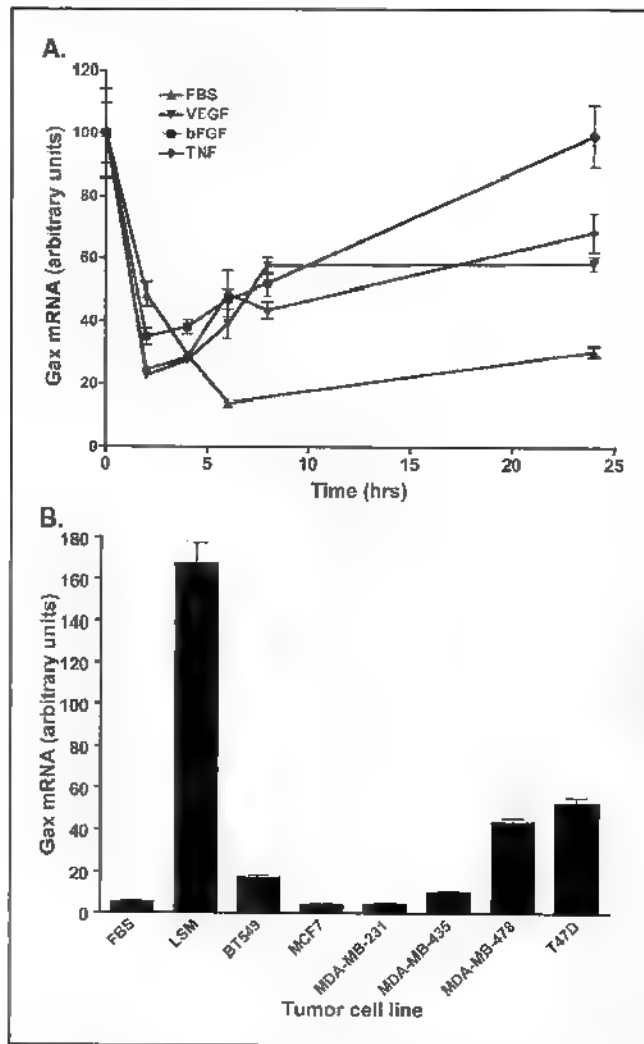 A.
120
100
80
60
40
20
0
FBS
VEGF
bFGF
TNF
Gax mRNA (arbitrary units)
0
5
10
15
20
25
Time (hrs)
B.
180
160
140
120
100
80
60
40
20
0
Gax mRNA (arbitrary units)
FBS
LSM
BT549
MCF7
MDA-MB-231
MDA-MB-435
MDA-MB-478
T47D
Tumor cell line